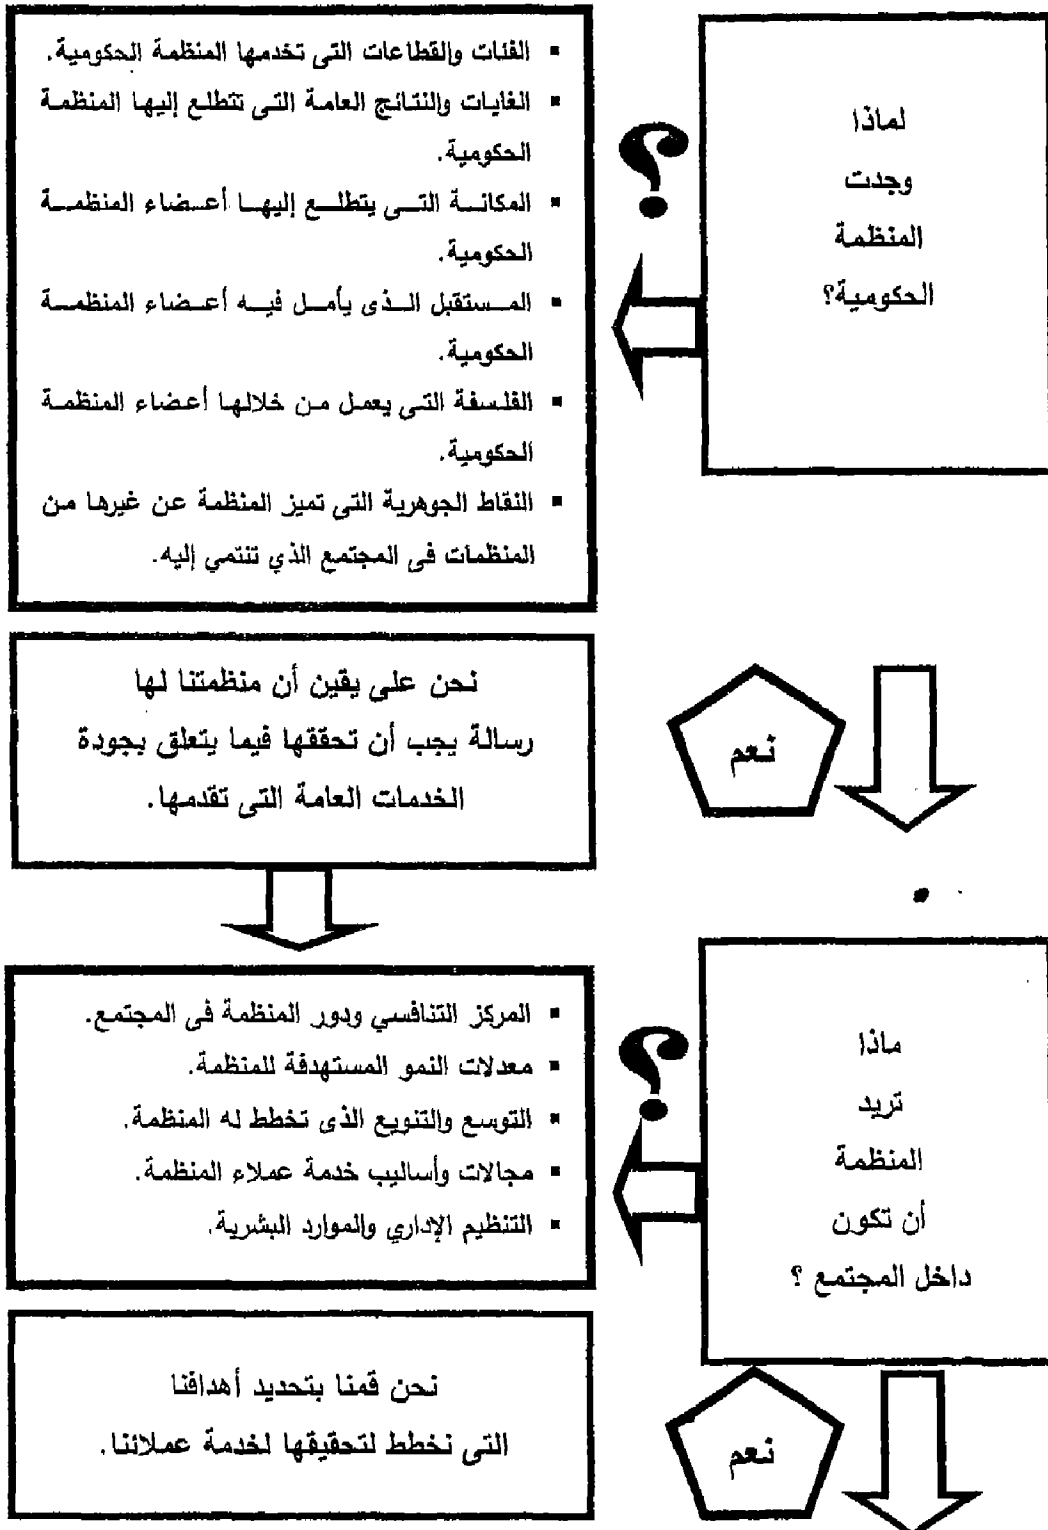 لماذا
وجدت
المنظمة
الحكومية؟
؟
▪ الفئات والقطاعات التى تخدمها المنظمة الحكومية.
▪ الغايات والنتائج العامة التى تتطلع إليها المنظمة
الحكومية.
▪ المكانة التى يتطلع إليها أعضاء المنظمة
الحكومية.
▪ المستقبل الذى يأمل فيه أعضاء المنظمة
الحكومية.
▪ الفلسفة التى يعمل من خلالها أعضاء المنظمة
الحكومية.
▪ النقاط الجوهرية التى تميز المنظمة عن غيرها من
المنظمات فى المجتمع الذي تنتمي إليه.
نعم
نحن على يقين أن منظمتنا لها
رسالة يجب أن تحققها فيما يتعلق بجودة
الخدمات العامة التى تقدمها.
ماذا
تريد
المنظمة
أن تكون
داخل المجتمع ؟
؟
▪ المركز التنافسي ودور المنظمة فى المجتمع.
▪ معدلات النمو المستهدفة للمنظمة.
▪ التوسع والتنويع الذى تخطط له المنظمة.
▪ مجالات وأساليب خدمة عملاء المنظمة.
▪ التنظيم الإداري والموارد البشرية.
نعم
نحن قمنا بتحديد أهدافنا
التى نخطط لتحقيقها لخدمة عملائنا.